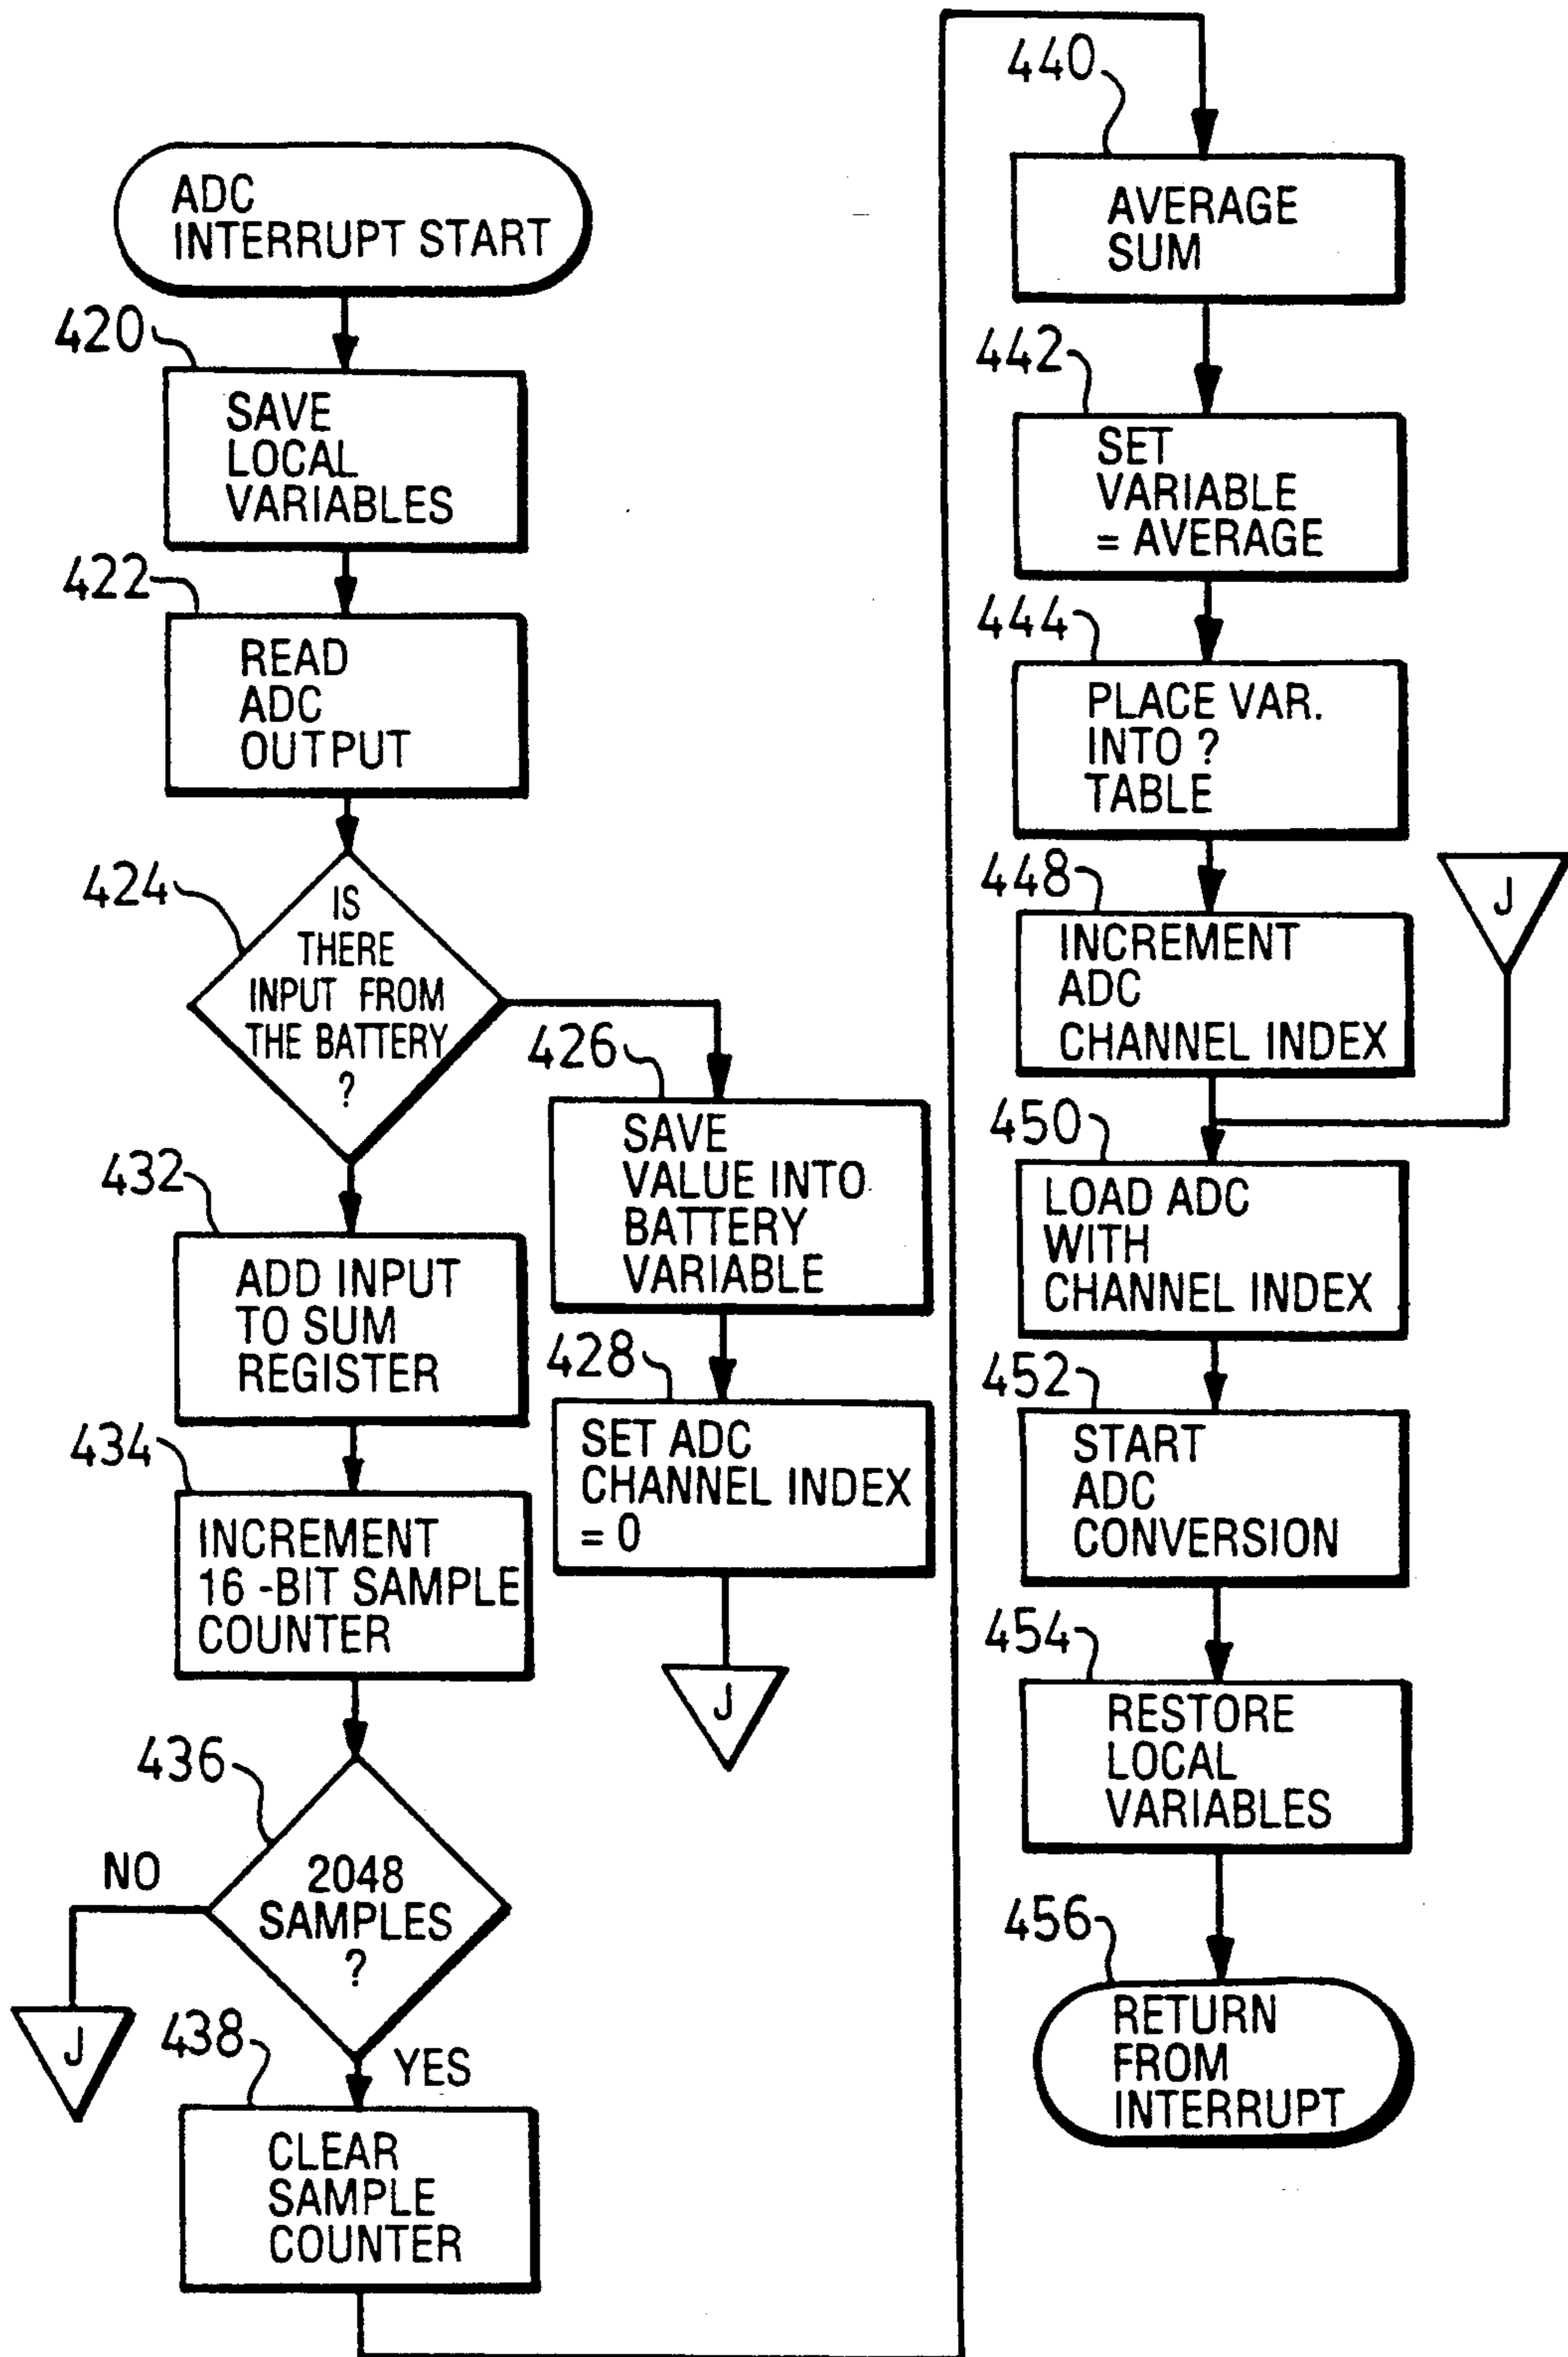 ADC
INTERRUPT START
420
SAVE
LOCAL
VARIABLES
422
READ
ADC
OUTPUT
424
IS
THERE
INPUT FROM
THE BATTERY
?
426
SAVE
VALUE INTO
BATTERY
VARIABLE
428
SET ADC
CHANNEL INDEX
= 0
J
432
ADD INPUT
TO SUM
REGISTER
434
INCREMENT
16 -BIT SAMPLE
COUNTER
436
2048
SAMPLES
?
NO
J
YES
438
CLEAR
SAMPLE
COUNTER
440
AVERAGE
SUM
442
SET
VARIABLE
= AVERAGE
444
PLACE VAR.
INTO ?
TABLE
448
INCREMENT
ADC
CHANNEL INDEX
J
450
LOAD ADC
WITH
CHANNEL INDEX
452
START
ADC
CONVERSION
454
RESTORE
LOCAL
VARIABLES
456
RETURN
FROM
INTERRUPT